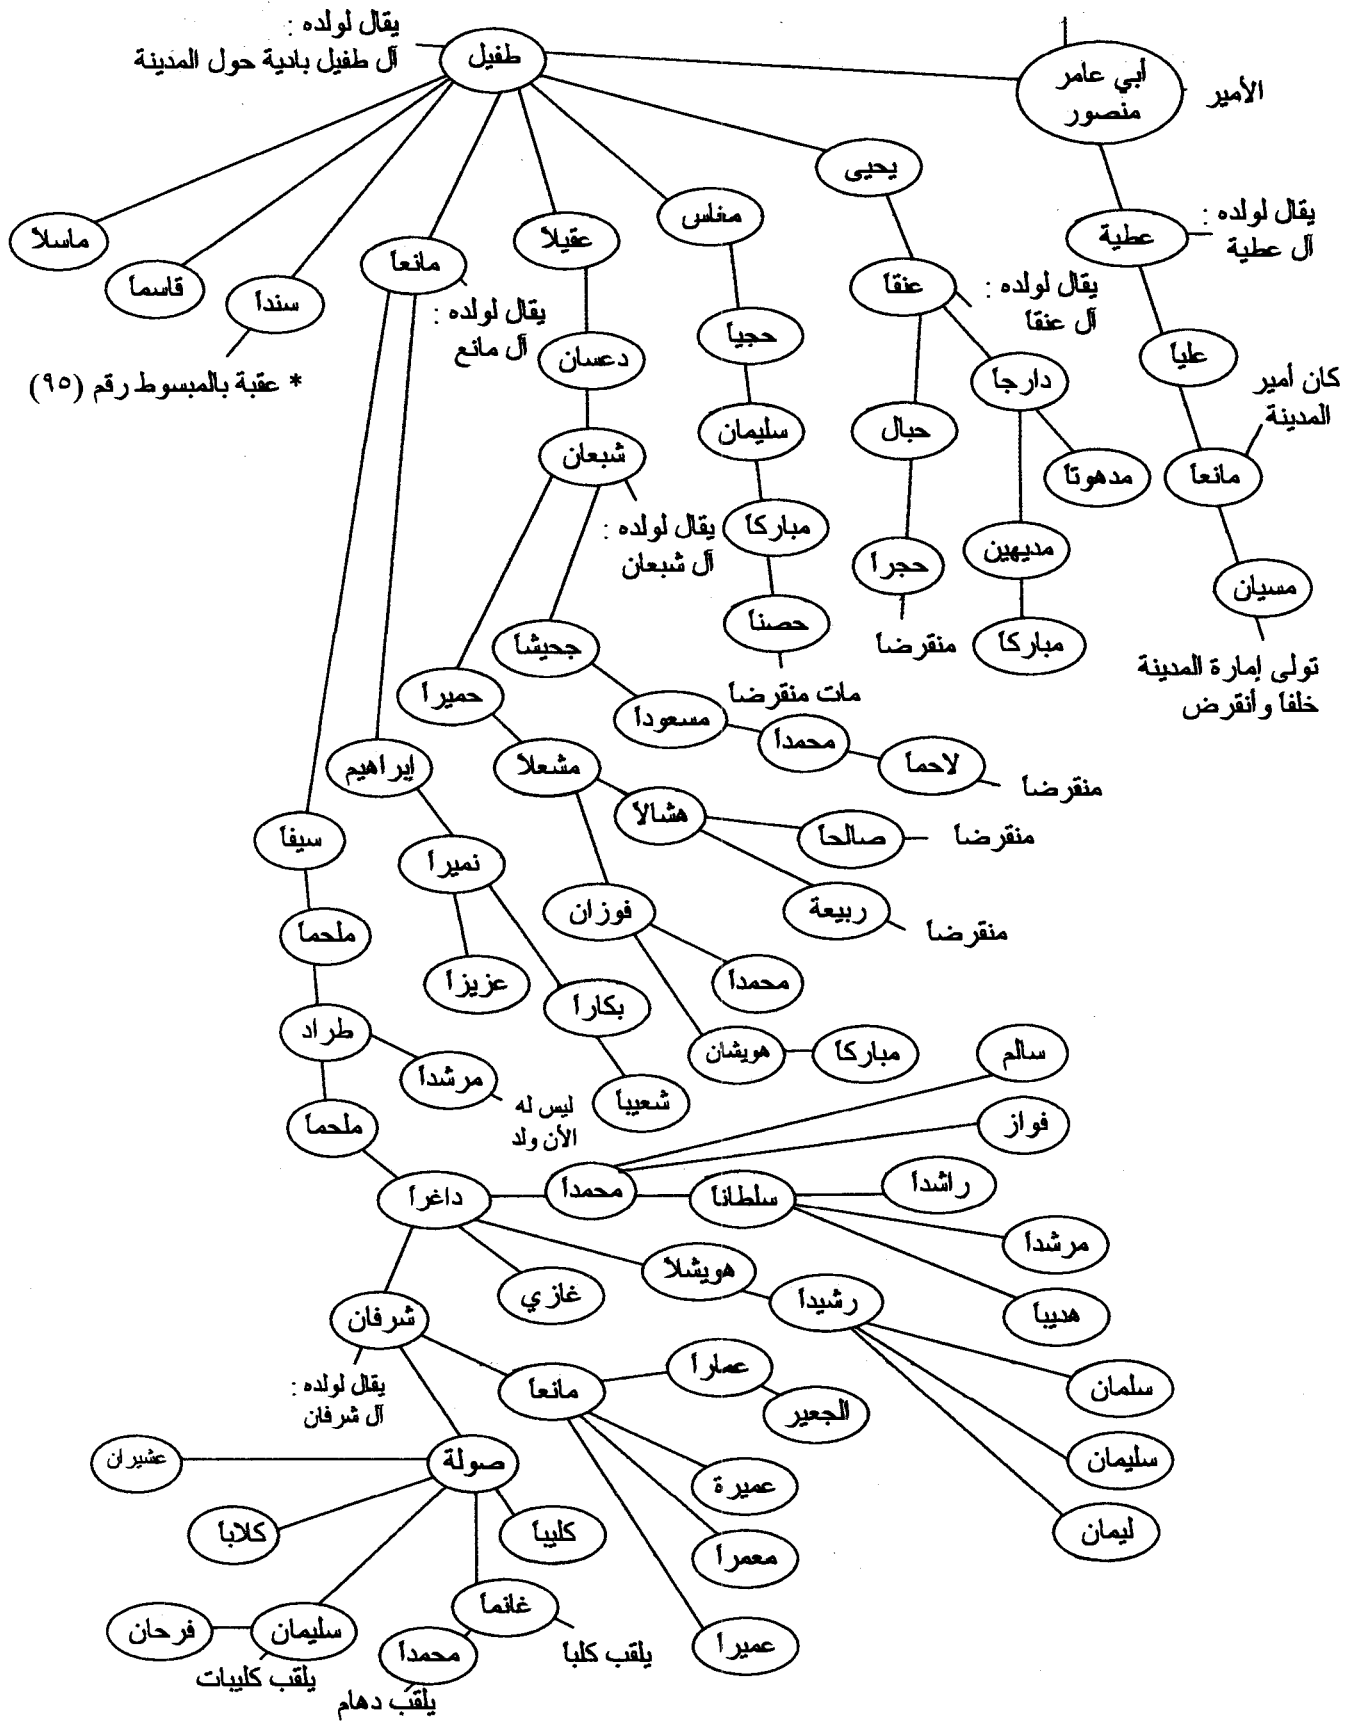 الأمير
أبي عامر
منصور
طفيل
يقال لولده :
آل طفيل بادية حول المدينة
يحيى
مغاس
عقيلاً
مانعاً
سنداً
قاسماً
ماسلاً
عطية
يقال لولده :
آل عطية
عنقا
يقال لولده :
آل عنقا
حجياً
دعسان
يقال لولده :
آل مانع
* عقبة بالمبسوط رقم (٩٥)
علياً
كان أمير
المدينة
دارجاً
حبال
سليمان
شبعان
مانعاً
مدهوتا
مباركاً
يقال لولده :
آل شبعان
مديهين
حجراً
مسيان
حصناً
منقرضاً
مباركاً
تولى إمارة المدينة
خلفا وأنقرض
مات منقرضاً
جحيشاً
حميراً
مسعوداً
محمداً
لاحماً
منقرضاً
إبراهيم
مشعلاً
هشالاً
صالحاً
منقرضاً
سيفاً
نميراً
فوزان
ربيعة
منقرضاً
ملحماً
عزيزاً
محمداً
بكاراً
هويشان
مباركاً
سالم
طراد
مرشداً
ليس له
الأن ولد
شعيباً
فواز
ملحماً
داغراً
محمداً
سلطاناً
راشداً
مرشداً
هديباً
هويشلاً
رشيداً
غازي
شرفان
يقال لولده :
آل شرفان
مانعاً
عماراً
الجعير
سلمان
سليمان
ليمان
عشيران
صولة
عميرة
كلاباً
كليباً
معمراً
غانماً
يلقب كلباً
عميراً
فرحان
سليمان
يلقب كليبات
محمداً
يلقب دهام